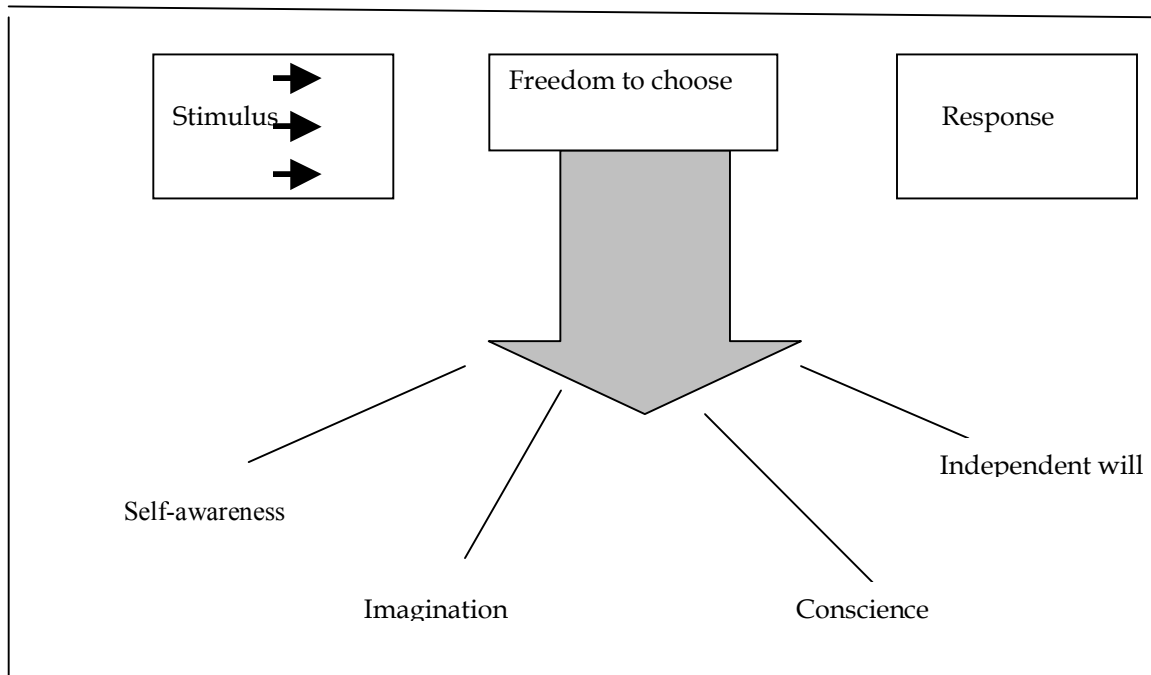 Stimulus
Freedom to choose
Response
Self-awareness
Imagination
Conscience
Independent will